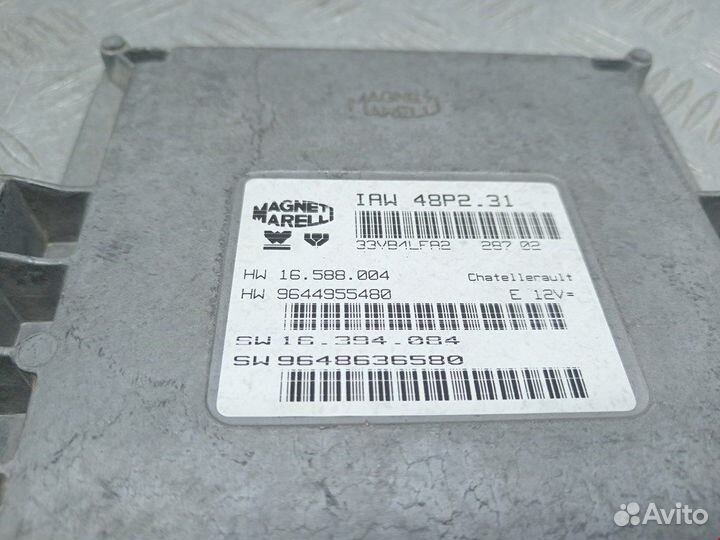 MAGNETI
MARELLI
MAGNETI
MARELLI
IAW 48P2.31
33VB4LFA2 287 02
HW 16.588.004 Chatellerault
HW 9644955480 E 12V=
SW 16.394.084
SW 9648636580
Avito